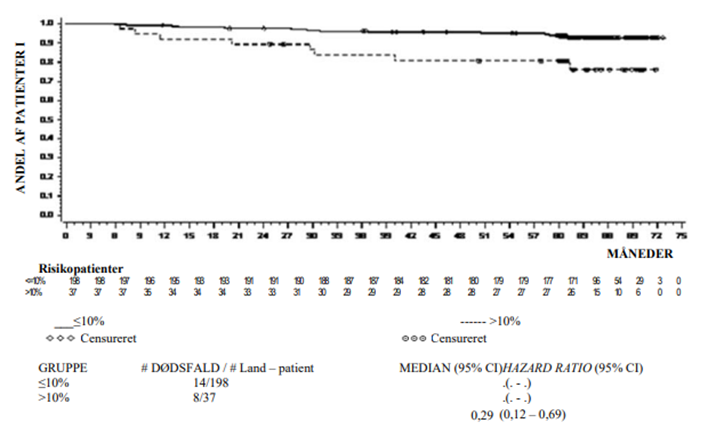 1.0
0.9
0.8
0.7
0.6
0.5
0.4
0.3
0.2
0.1
0.0
ANDEL AF PATIENTER I
0 3 6 9 12 15 18 21 24 27 30 33 36 39 42 45 48 51 54 57 60 63 66 69 72 75
MÅNEDER
Risikopatienter
<=10% 198 198 197 196 195 193 193 191 191 190 188 187 187 184 182 181 180 179 179 177 171 96 54 29 3 0
>10% 37 37 37 35 34 34 34 33 33 31 30 29 29 29 28 28 28 27 27 27 26 15 10 6 0 0
___≤10%
------ >10%
Censureret
Censureret
GRUPPE # DØDSFALD / # Land – patient MEDIAN (95% CI)HAZARD RATIO (95% CI)
≤10% 14/198 .(. - .)
>10% 8/37 .(. - .)
0,29 (0,12 – 0,69)